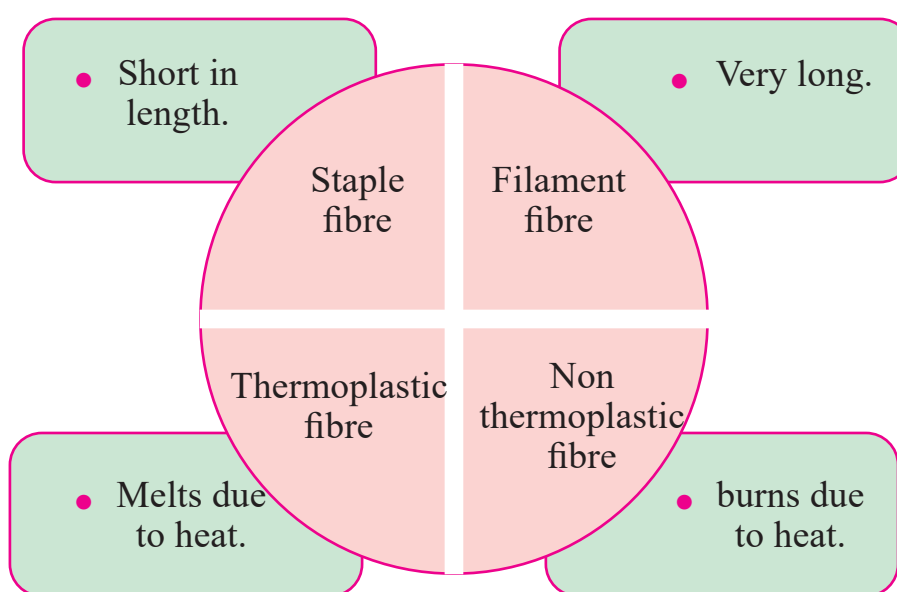 • Short in
length.
• Very long.
Staple
fibre
Filament
fibre
Thermoplastic
fibre
Non
thermoplastic
fibre
• Melts due
to heat.
• burns due
to heat.